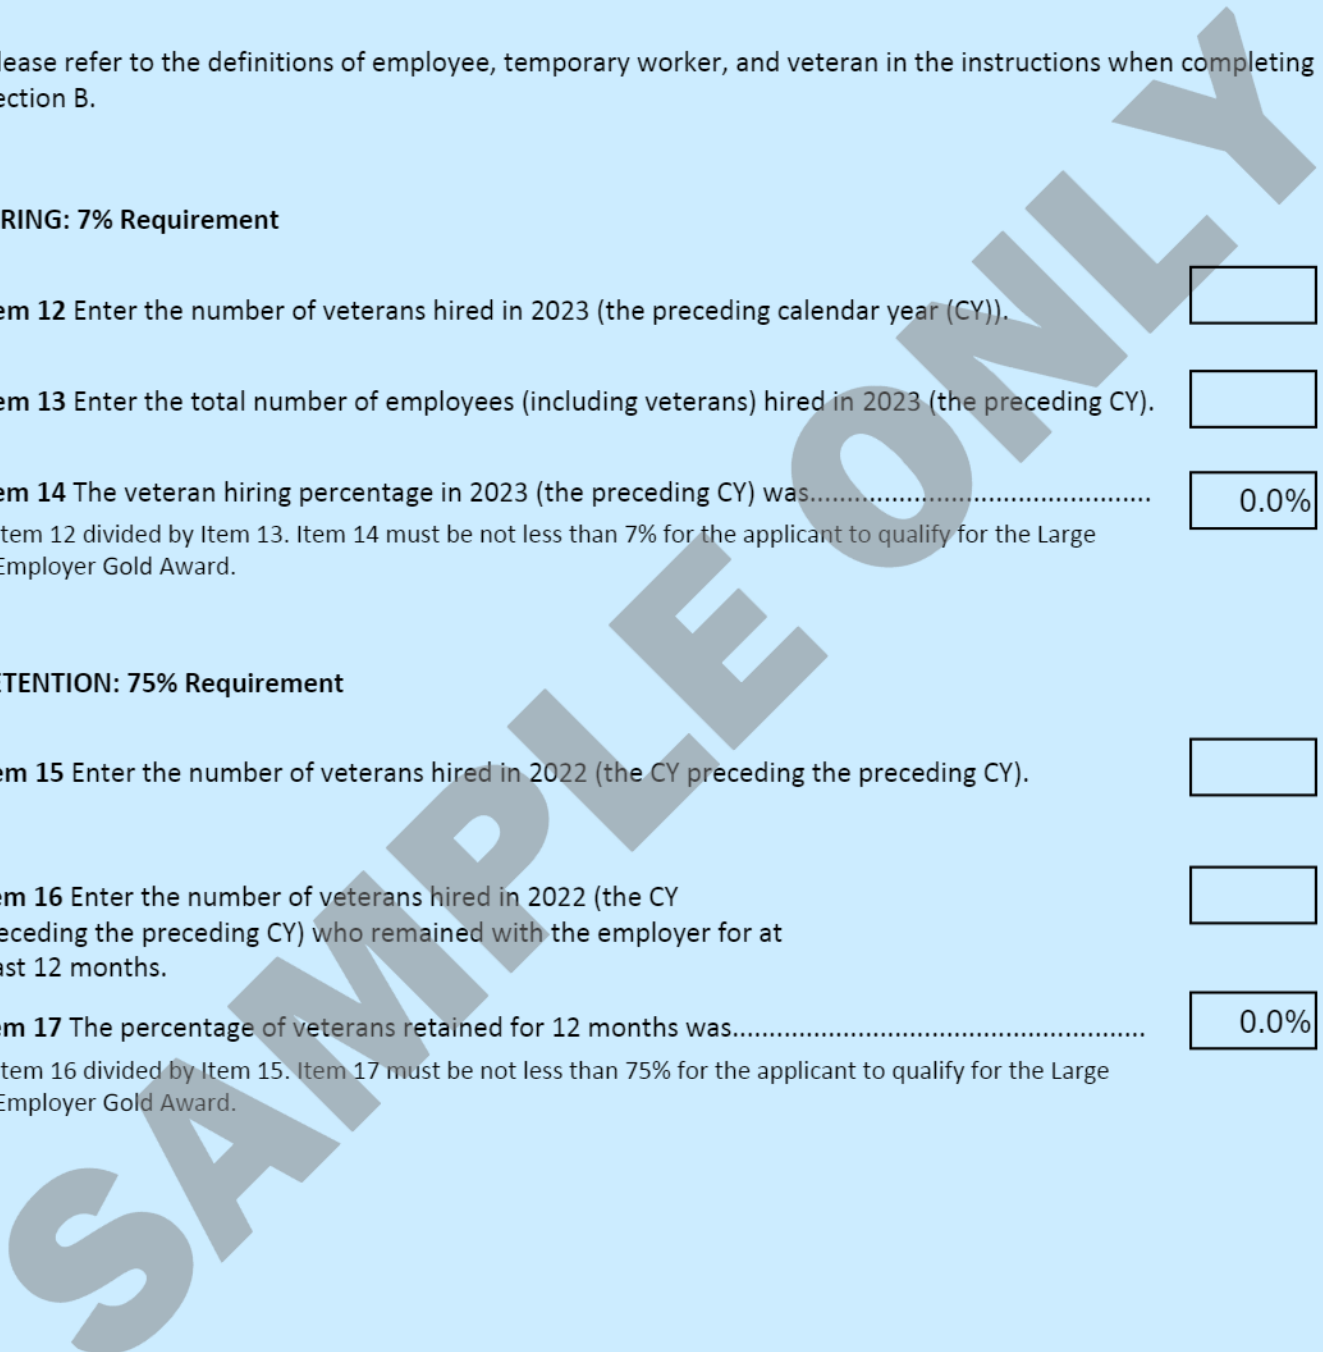 lease refer to the definitions of employee, temporary worker, and veteran in the instructions when completing
ection B.
RING: 7% Requirement
em 12 Enter the number of veterans hired in 2023 (the preceding calendar year (CY)).
em 13 Enter the total number of employees (including veterans) hired in 2023 (the preceding CY).
em 14 The veteran hiring percentage in 2023 (the preceding CY) was............................................... 0.0%
tem 12 divided by Item 13. Item 14 must be not less than 7% for the applicant to qualify for the Large
Employer Gold Award.
ETENTION: 75% Requirement
em 15 Enter the number of veterans hired in 2022 (the CY preceding the preceding CY).
em 16 Enter the number of veterans hired in 2022 (the CY
eceding the preceding CY) who remained with the employer for at
ast 12 months.
em 17 The percentage of veterans retained for 12 months was........................................................ 0.0%
tem 16 divided by Item 15. Item 17 must be not less than 75% for the applicant to qualify for the Large
Employer Gold Award.
SAMPLE ONLY